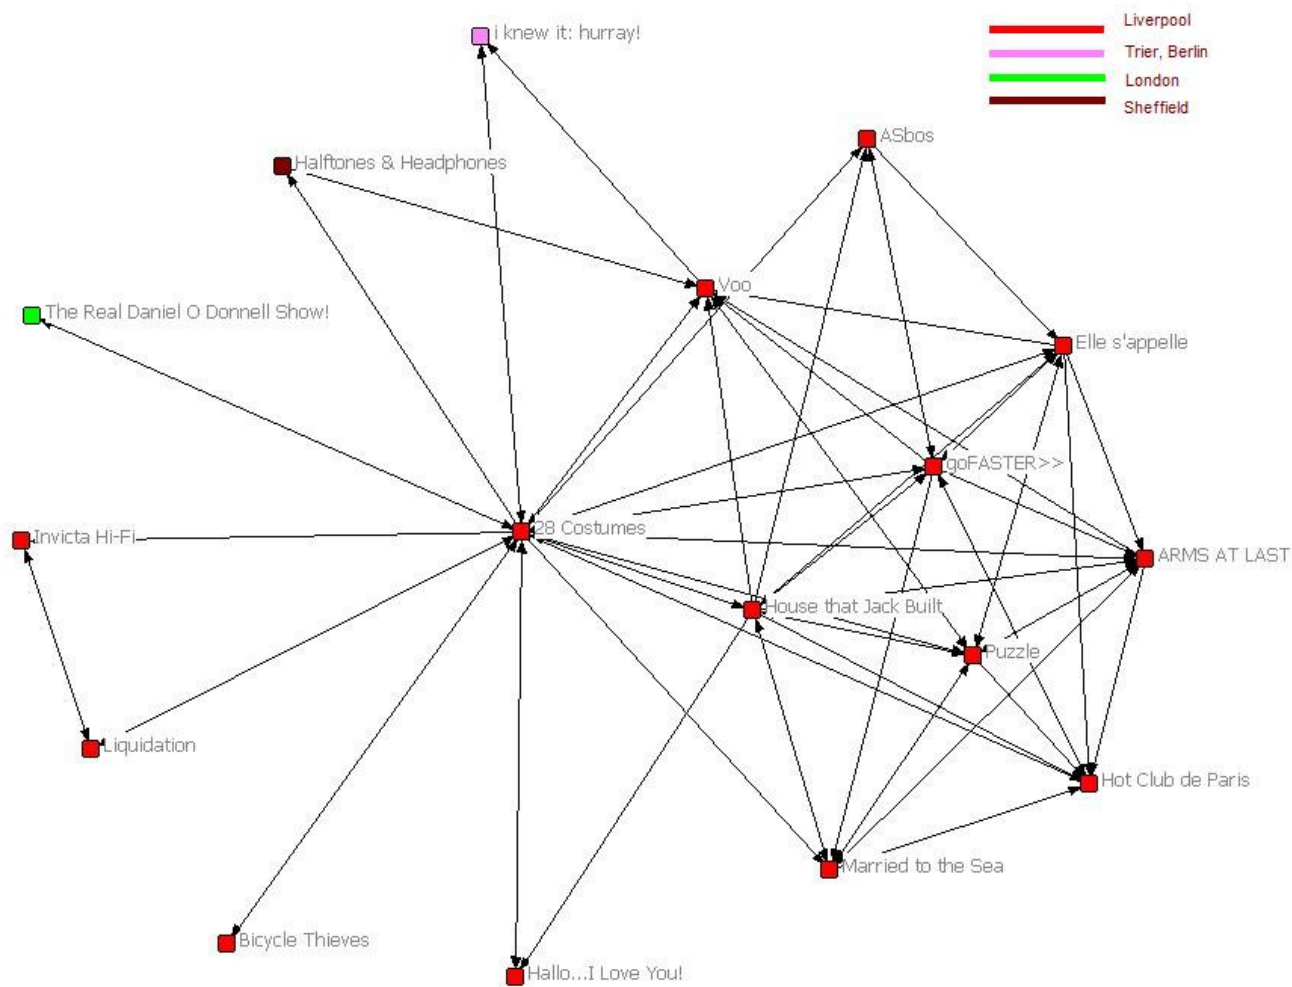 i knew it: hurray!
Liverpool
Trier, Berlin
London
Sheffield
ASbos
Halftones & Headphones
Voo
The Real Daniel O Donnell Show!
Elle s'appelle
goFASTER>>
28 Costumes
Invicta Hi-Fi
ARMS AT LAST
House that Jack Built
Puzzle
Liquidation
Hot Club de Paris
Married to the Sea
Bicycle Thieves
Hallo...I Love You!